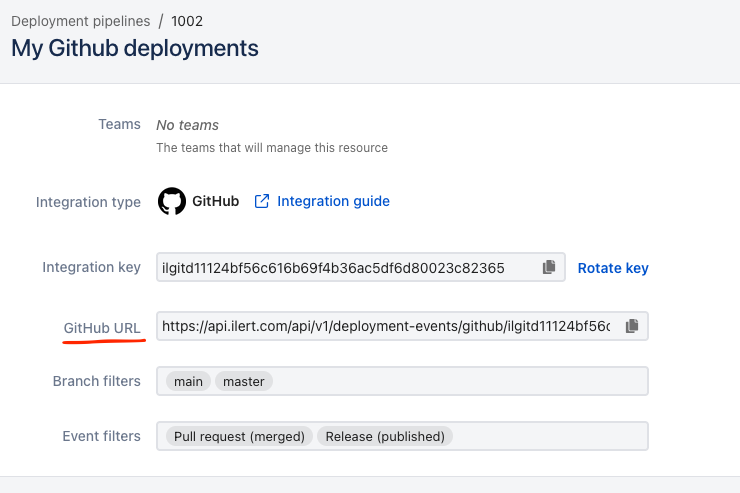 Deployment pipelines / 1002
My Github deployments
Teams No teams
The teams that will manage this resource
Integration type GitHub Integration guide
Integration key ilgitd11124bf56c616b69f4b36ac5df6d80023c82365 Rotate key
GitHub URL https://api.ilert.com/api/v1/deployment-events/github/ilgitd11124bf56c
Branch filters main master
Event filters Pull request (merged) Release (published)